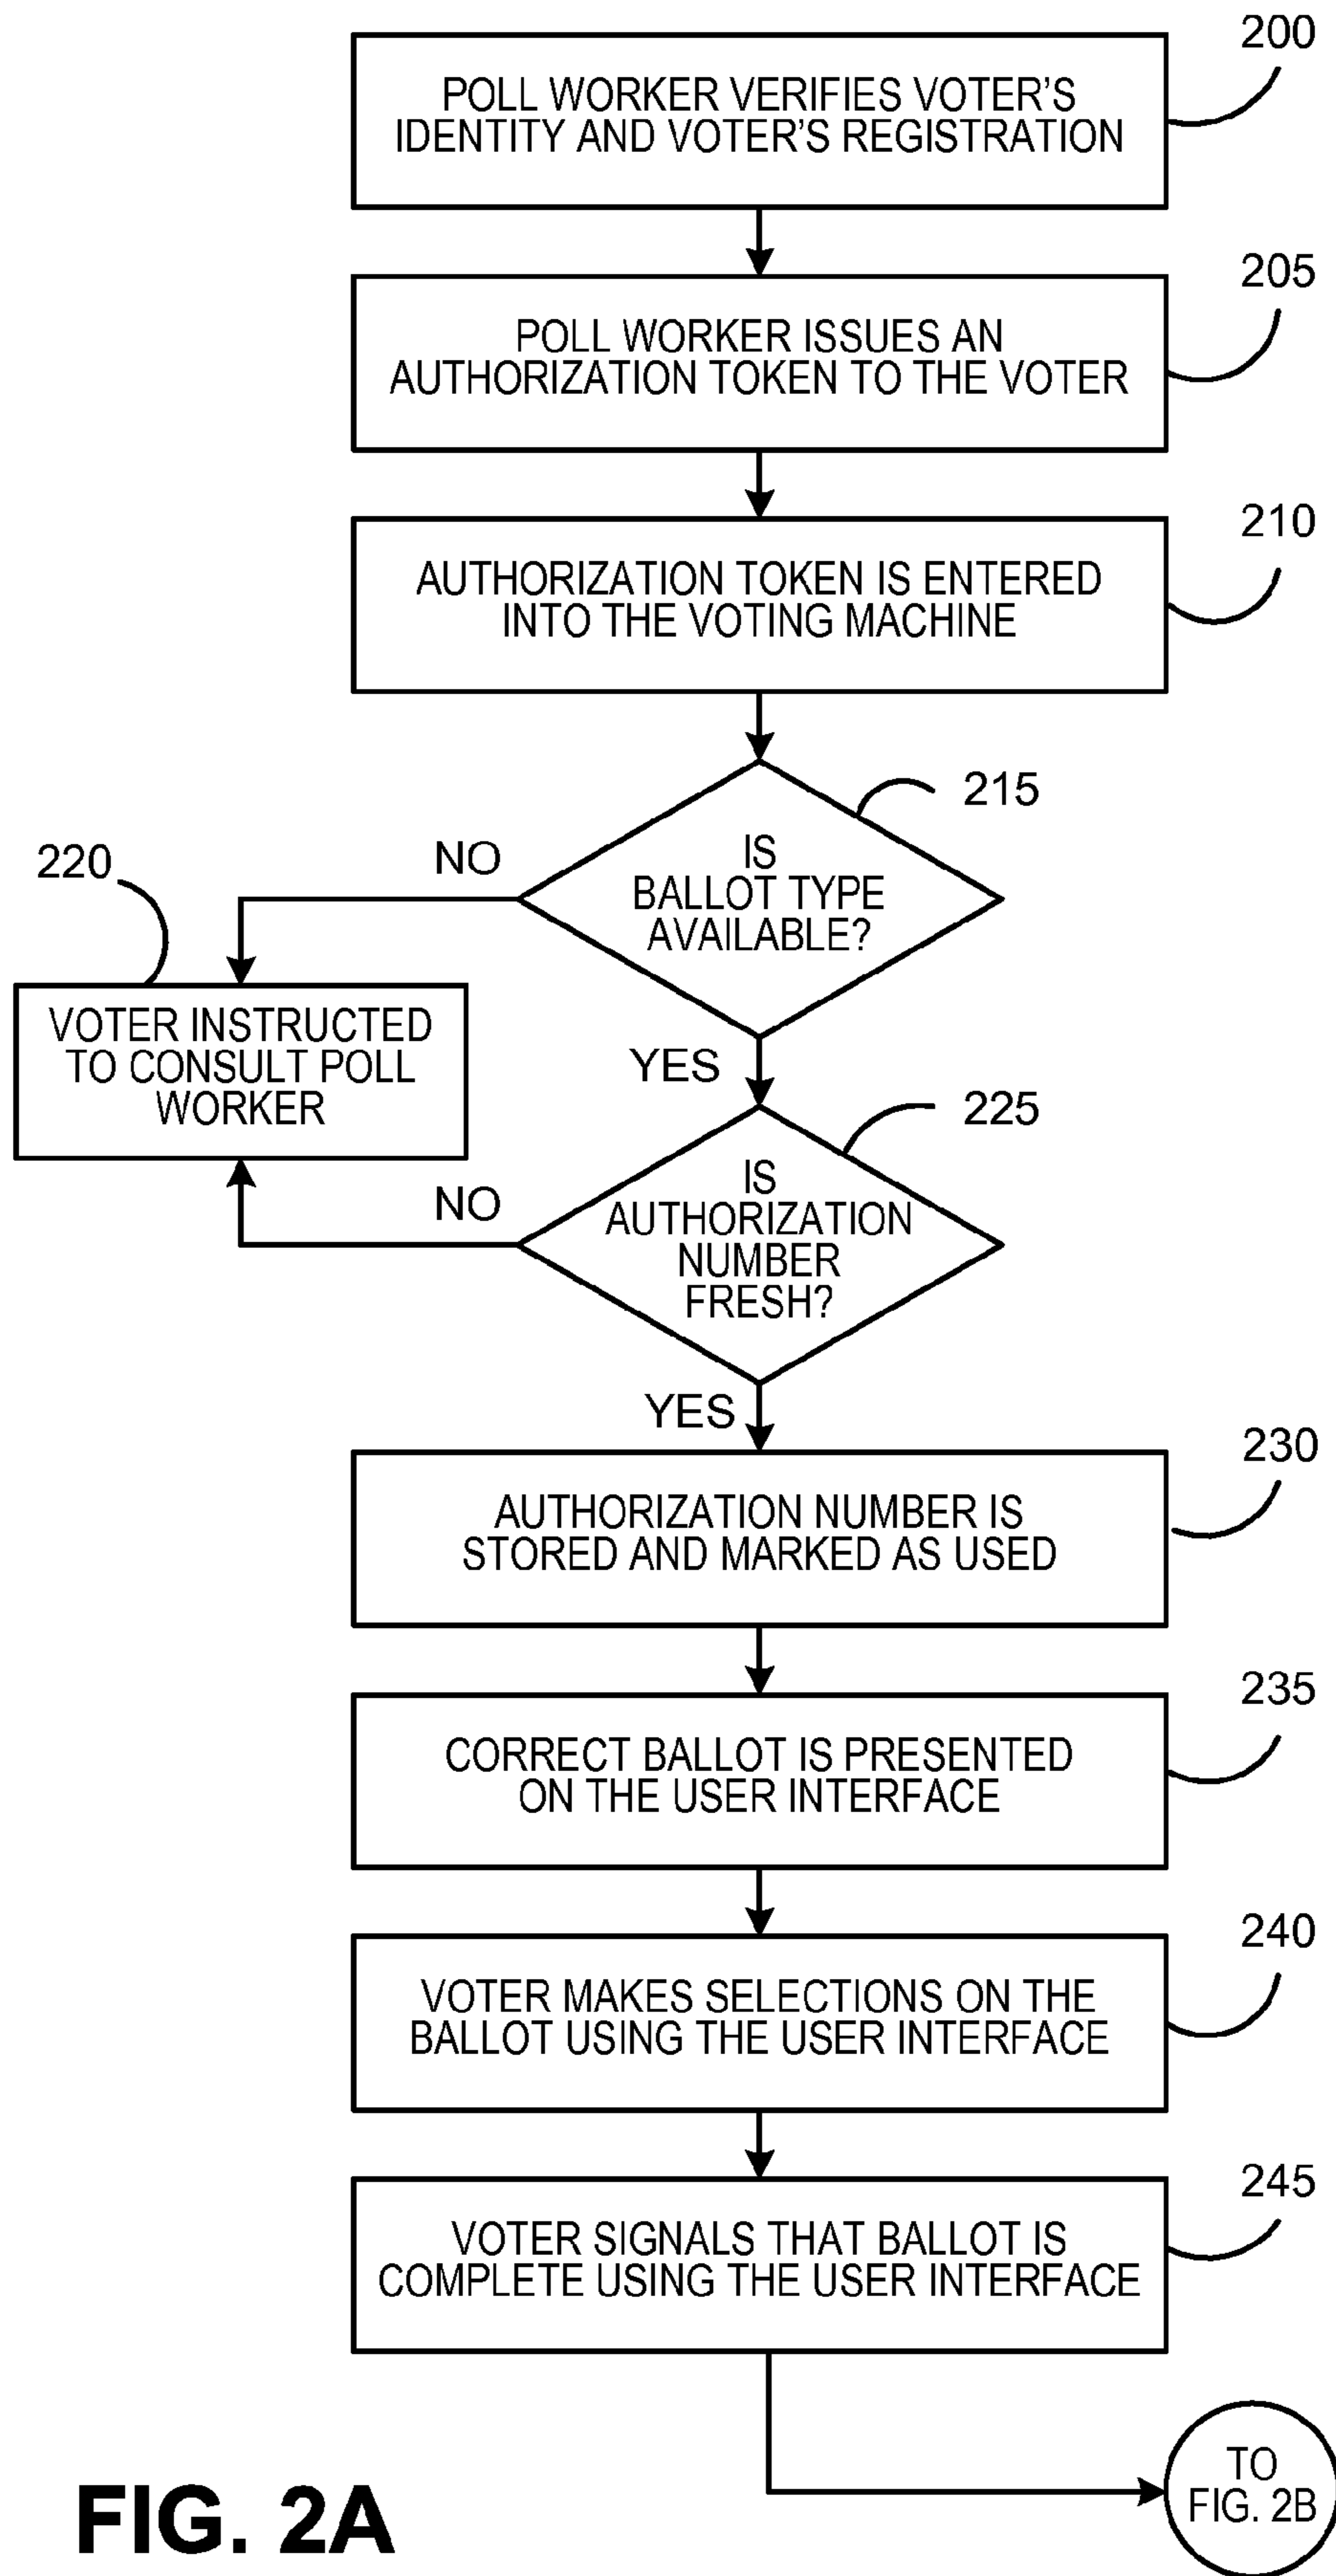 200
POLL WORKER VERIFIES VOTER'S
IDENTITY AND VOTER'S REGISTRATION
205
POLL WORKER ISSUES AN
AUTHORIZATION TOKEN TO THE VOTER
210
AUTHORIZATION TOKEN IS ENTERED
INTO THE VOTING MACHINE
215
IS
BALLOT TYPE
AVAILABLE?
NO
220
VOTER INSTRUCTED
TO CONSULT POLL
WORKER
YES
225
IS
AUTHORIZATION
NUMBER
FRESH?
NO
YES
230
AUTHORIZATION NUMBER IS
STORED AND MARKED AS USED
235
CORRECT BALLOT IS PRESENTED
ON THE USER INTERFACE
240
VOTER MAKES SELECTIONS ON THE
BALLOT USING THE USER INTERFACE
245
VOTER SIGNALS THAT BALLOT IS
COMPLETE USING THE USER INTERFACE
TO
FIG. 2B
FIG. 2A